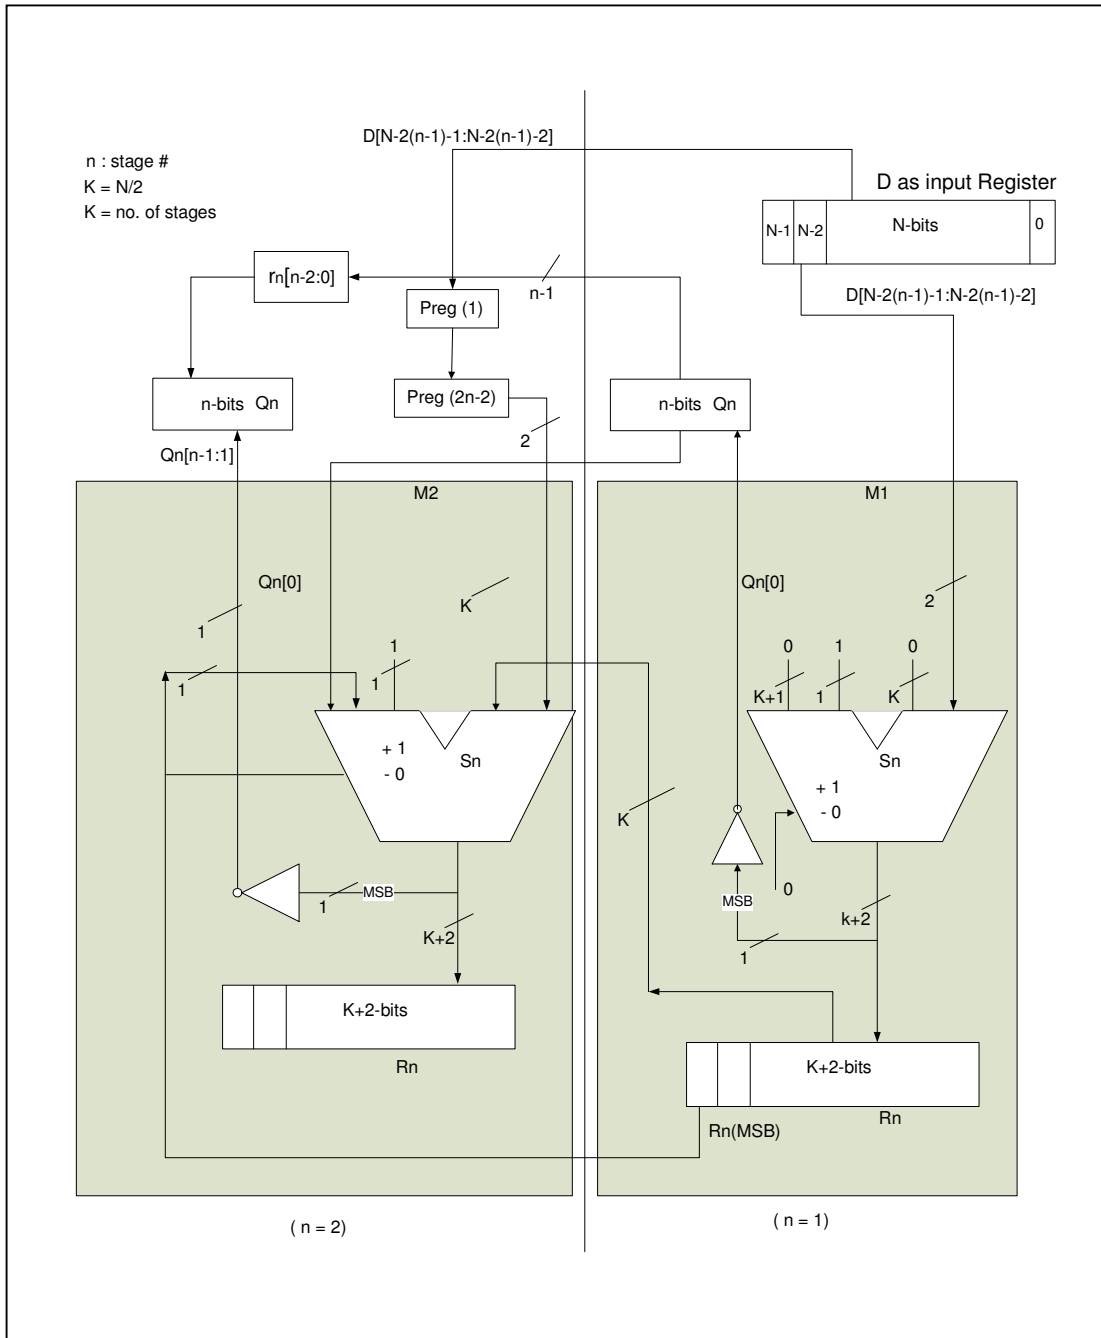 D[N-2(n-1)-1:N-2(n-1)-2]
n : stage #
K = N/2
K = no. of stages
D as input Register
N-1
N-2
N-bits
0
rn[n-2:0]
n-1
Preg (1)
D[N-2(n-1)-1:N-2(n-1)-2]
n-bits Qn
Preg (2n-2)
2
n-bits Qn
Qn[n-1:1]
M2
M1
Qn[0]
K
Qn[0]
2
1
1
1
1
0
1
0
K+1
1
K
+ 1
- 0
Sn
Sn
+ 1
- 0
K
0
MSB
1
MSB
K+2
k+2
1
K+2-bits
Rn
K+2-bits
Rn
Rn(MSB)
( n = 2)
( n = 1)